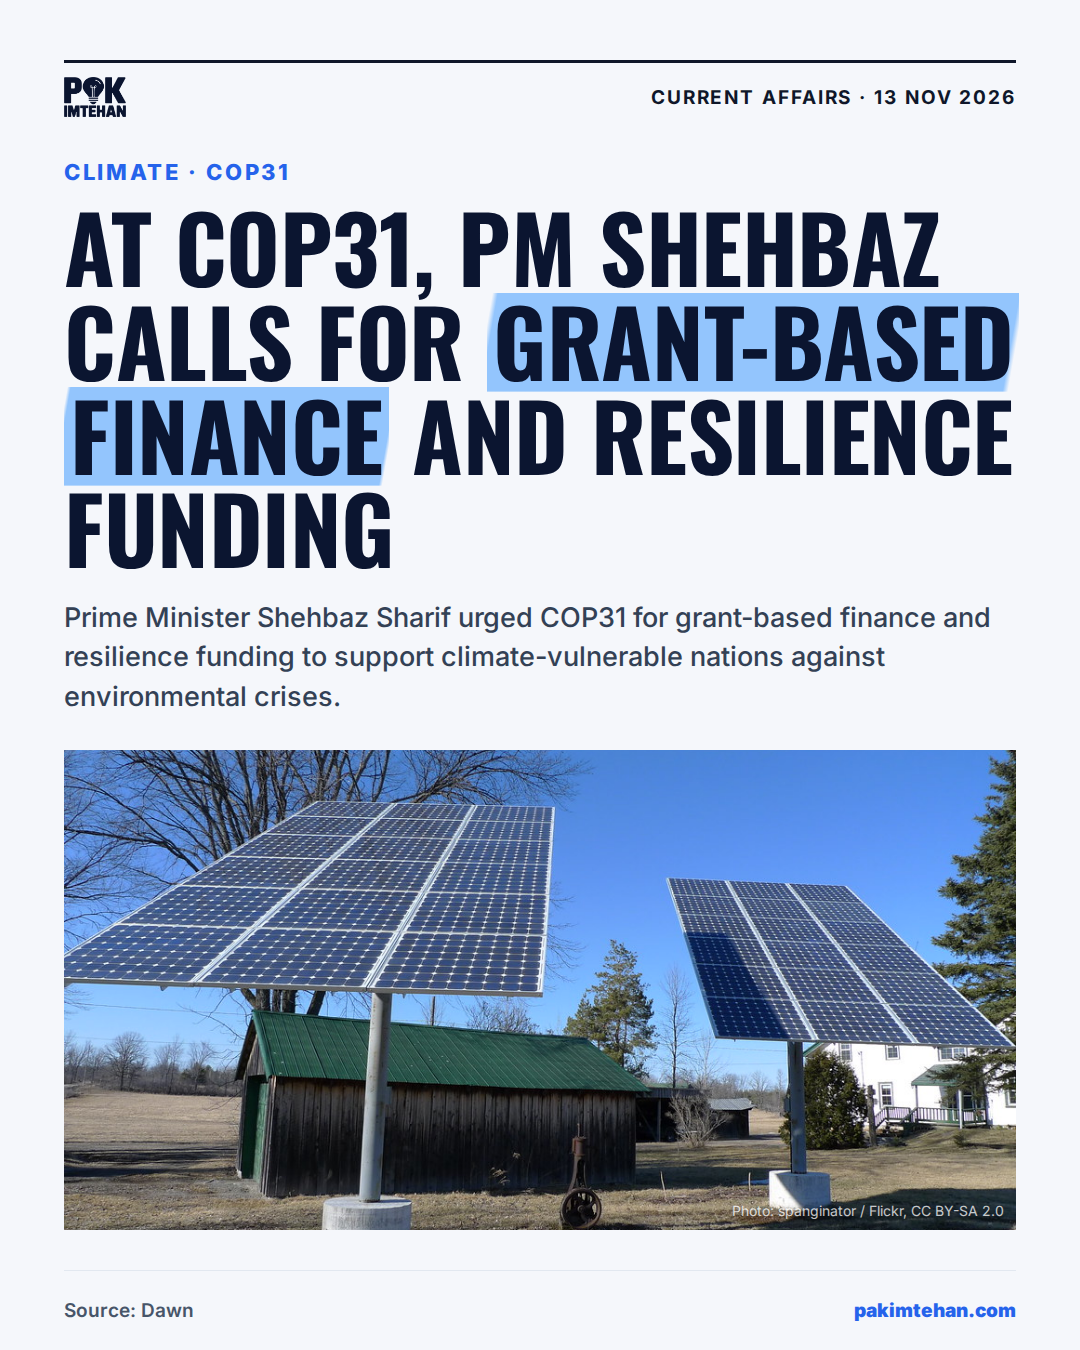 PAK
IMTEHAN
CURRENT AFFAIRS · 13 NOV 2026
CLIMATE · COP31
AT COP31, PM SHEHBAZ
CALLS FOR GRANT-BASED
FINANCE AND RESILIENCE
FUNDING
Prime Minister Shehbaz Sharif urged COP31 for grant-based finance and
resilience funding to support climate-vulnerable nations against
environmental crises.
Photo: spanginator / Flickr, CC BY-SA 2.0
Source: Dawn
pakimtehan.com